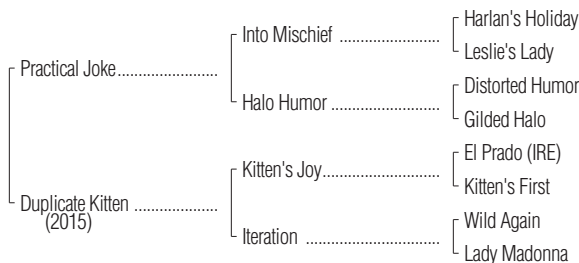 Harlan's Holiday
Into Mischief ..................
Leslie's Lady
Practical Joke......................
Distorted Humor
Halo Humor .....................
Gilded Halo
El Prado (IRE)
Kitten's Joy......................
Kitten's First
Duplicate Kitten ..................
(2015)
Wild Again
Iteration ..........................
Lady Madonna